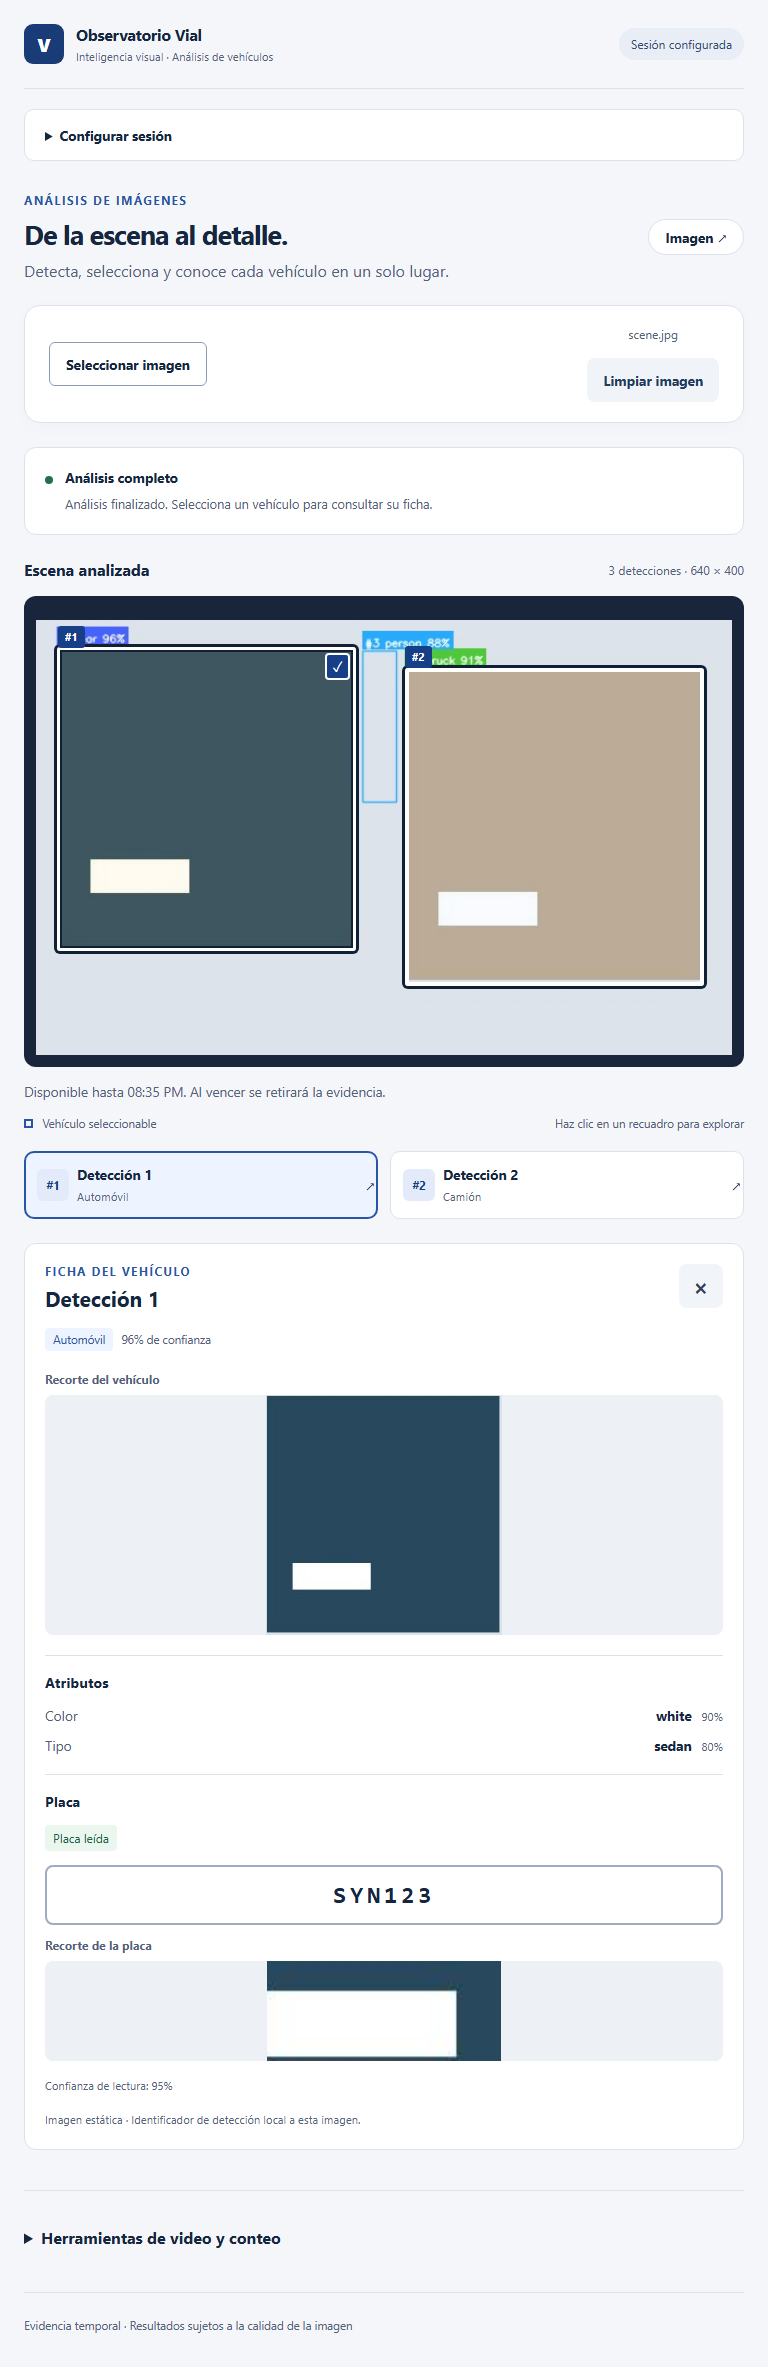 v
Observatorio Vial
Inteligencia visual · Análisis de vehículos
Sesión configurada
▶ Configurar sesión
ANÁLISIS DE IMÁGENES
De la escena al detalle.
Imagen ↗
Detecta, selecciona y conoce cada vehículo en un solo lugar.
Seleccionar imagen
scene.jpg
Limpiar imagen
Análisis completo
Análisis finalizado. Selecciona un vehículo para consultar su ficha.
Escena analizada
3 detecciones · 640 × 400
#1 or 96%
#3 person 88%
#2 ruck 91%
✓
Disponible hasta 08:35 PM. Al vencer se retirará la evidencia.
Vehículo seleccionable
Haz clic en un recuadro para explorar
#1 Detección 1 ↗
Automóvil
#2 Detección 2 ↗
Camión
FICHA DEL VEHÍCULO
Detección 1
×
Automóvil 96% de confianza
Recorte del vehículo
Atributos
Color white 90%
Tipo sedan 80%
Placa
Placa leída
SYN123
Recorte de la placa
Confianza de lectura: 95%
Imagen estática · Identificador de detección local a esta imagen.
▶ Herramientas de video y conteo
Evidencia temporal · Resultados sujetos a la calidad de la imagen